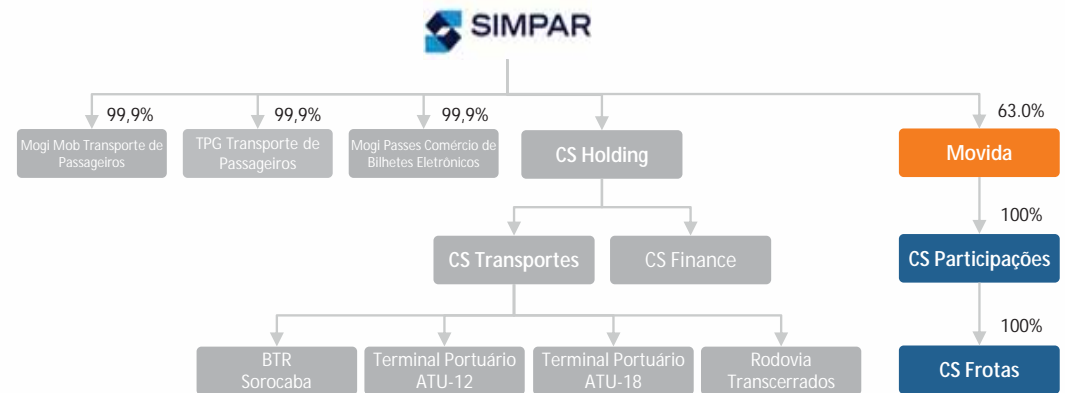 SIMPAR
99,9%
99,9%
99,9%
63.0%
Mogi Mob Transporte de
Passageiros
TPG Transporte de
Passageiros
Mogi Passes Comércio de
Bilhetes Eletrônicos
CS Holding
Movida
100%
CS Transportes
CS Finance
CS Participações
100%
BTR
Sorocaba
Terminal Portuário
ATU-12
Terminal Portuário
ATU-18
Rodovia
Transcerrados
CS Frotas